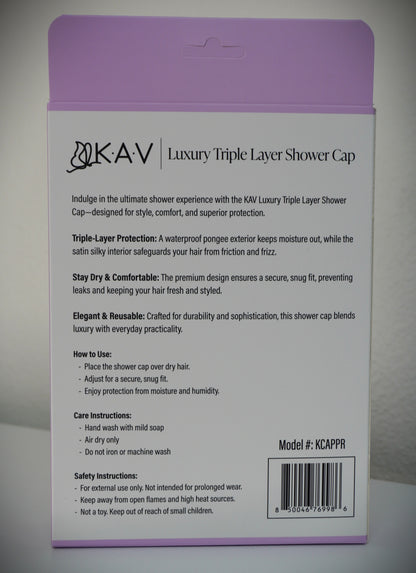 K·A·V | Luxury Triple Layer Shower Cap
Indulge in the ultimate shower experience with the KAV Luxury Triple Layer Shower
Cap—designed for style, comfort, and superior protection.
Triple-Layer Protection: A waterproof pongee exterior keeps moisture out, while the
satin silky interior safeguards your hair from friction and frizz.
Stay Dry & Comfortable: The premium design ensures a secure, snug fit, preventing
leaks and keeping your hair fresh and styled.
Elegant & Reusable: Crafted for durability and sophistication, this shower cap blends
luxury with everyday practicality.
How to Use:
- Place the shower cap over dry hair.
- Adjust for a secure, snug fit.
- Enjoy protection from moisture and humidity.
Care Instructions:
- Hand wash with mild soap
- Air dry only
- Do not iron or machine wash
Safety Instructions:
- For external use only. Not intended for prolonged wear.
- Keep away from open flames and high heat sources.
- Not a toy. Keep out of reach of small children.
Model #: KCAPPR
8 50046 76998 6